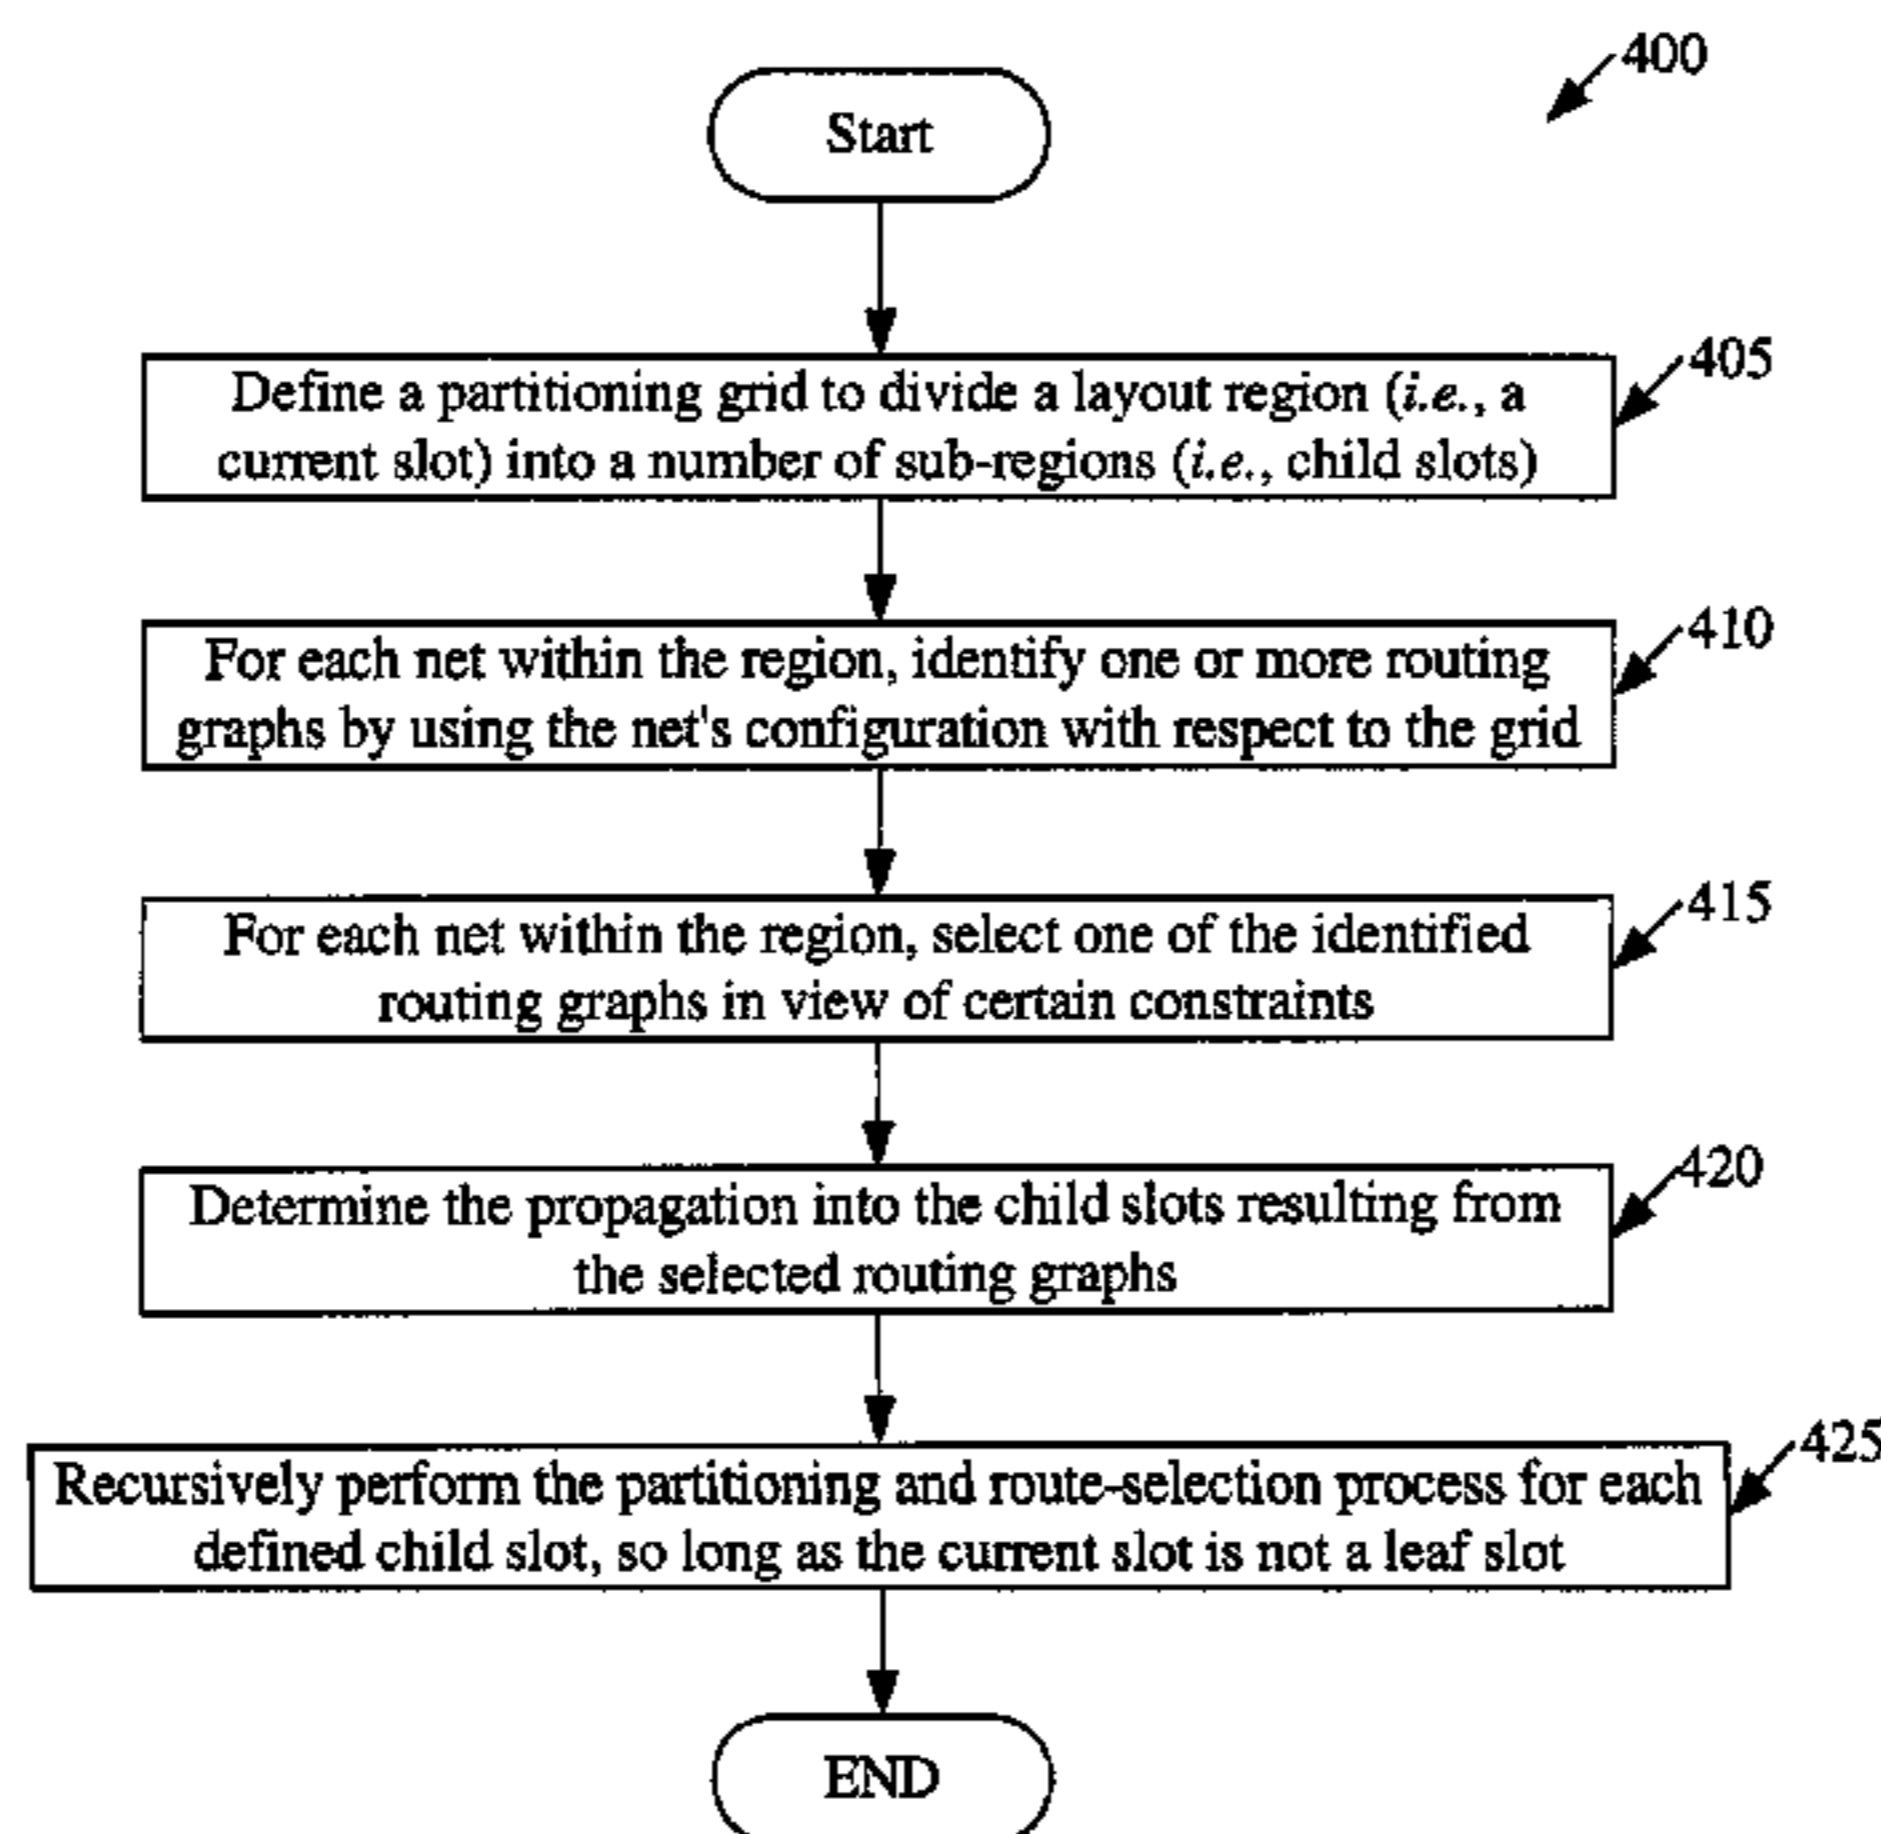 400
Start
405
Define a partitioning grid to divide a layout region (i.e., a
current slot) into a number of sub-regions (i.e., child slots)
410
For each net within the region, identify one or more routing
graphs by using the net's configuration with respect to the grid
415
For each net within the region, select one of the identified
routing graphs in view of certain constraints
420
Determine the propagation into the child slots resulting from
the selected routing graphs
425
Recursively perform the partitioning and route-selection process for each
defined child slot, so long as the current slot is not a leaf slot
END